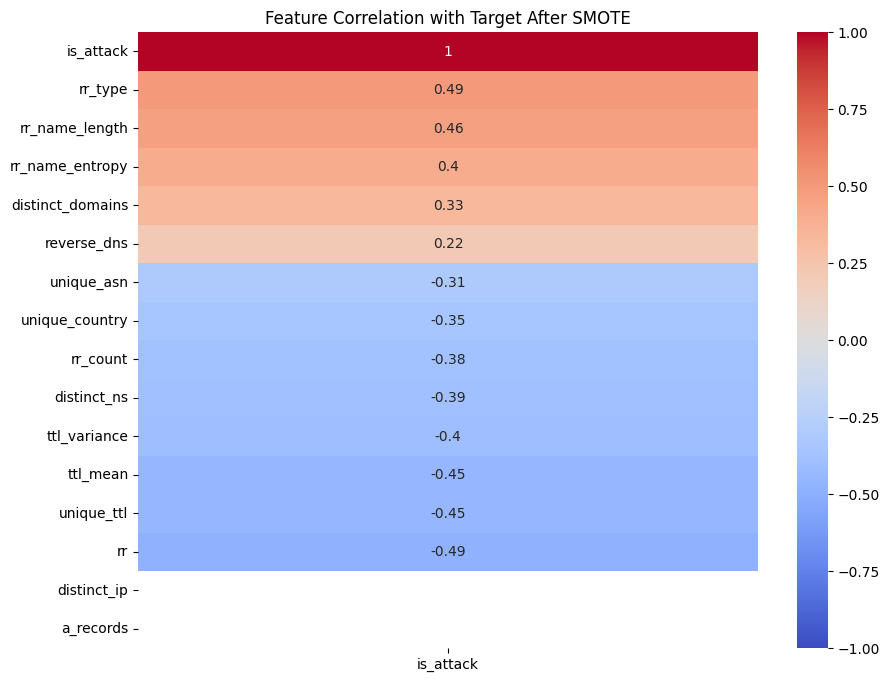 Feature Correlation with Target After SMOTE
is_attack
1
rr_type
0.49
rr_name_length
0.46
rr_name_entropy
0.4
distinct_domains
0.33
reverse_dns
0.22
unique_asn
-0.31
unique_country
-0.35
rr_count
-0.38
distinct_ns
-0.39
ttl_variance
-0.4
ttl_mean
-0.45
unique_ttl
-0.45
rr
-0.49
distinct_ip
a_records
is_attack
1.00
0.75
0.50
0.25
0.00
−0.25
−0.50
−0.75
−1.00